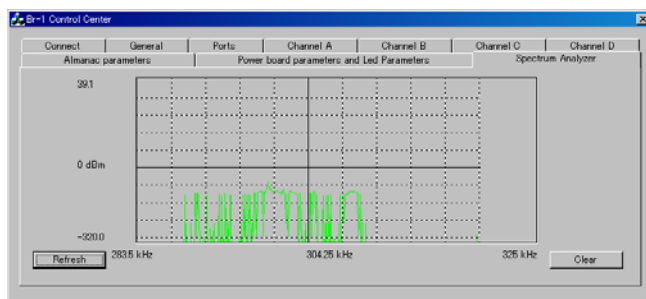 Br-1 Control Center
Connect General Ports Channel A Channel B Channel C Channel D
Almanac parameters Power board parameters and Led Parameters Spectrum Analyzer
39.1
0 dBm
-320.0
283.5 kHz 304.25 kHz 325 kHz
Refresh Clear